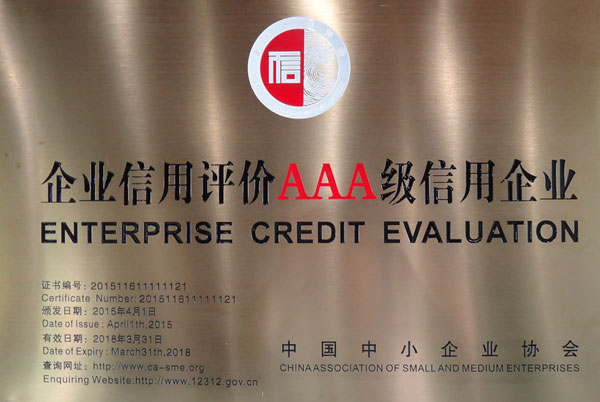 信
企业信用评价AAA级信用企业
ENTERPRISE CREDIT EVALUATION
证书编号: 201511611111121
Certificate Number: 201511611111121
颁发日期: 2015年4月1日
Date of Issue : April1th,2015
有效日期: 2018年3月31日
Date of Expiry : March31th,2018
查询网址: http://www.ca-sme.org
Enquiring Website:http://www.12312.gov.cn
中国中小企业协会
CHINA ASSOCIATION OF SMALL AND MEDIUM ENTERPRISES